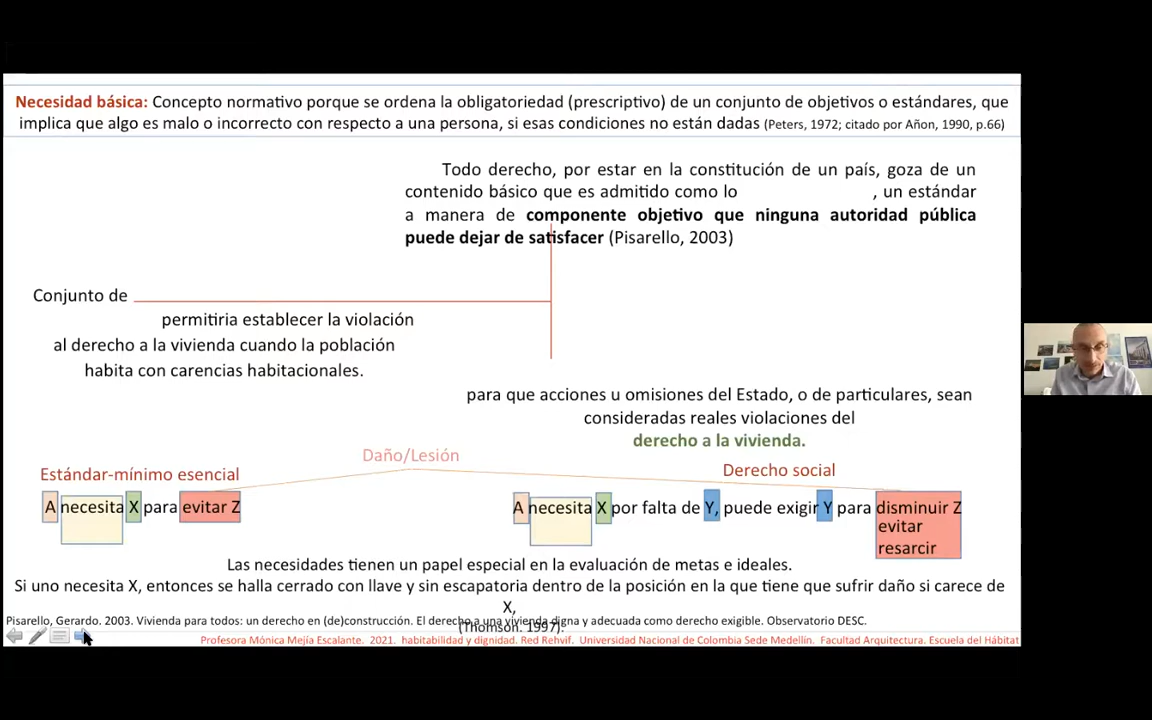 Necesidad básica: Concepto normativo porque se ordena la obligatoriedad (prescriptivo) de un conjunto de objetivos o estándares, que
implica que algo es malo o incorrecto con respecto a una persona, si esas condiciones no están dadas (Peters, 1972; citado por Añon, 1990, p.66)
Todo derecho, por estar en la constitución de un país, goza de un
contenido básico que es admitido como lo , un estándar
a manera de componente objetivo que ninguna autoridad pública
puede dejar de satisfacer (Pisarello, 2003)
Conjunto de
permitiria establecer la violación
al derecho a la vivienda cuando la población
habita con carencias habitacionales.
para que acciones u omisiones del Estado, o de particulares, sean
consideradas reales violaciones del
derecho a la vivienda.
Daño/Lesión
Estándar-mínimo esencial
A necesita X para evitar Z
Derecho social
A necesita X por falta de Y, puede exigir Y para disminuir Z
evitar
resarcir
Las necesidades tienen un papel especial en la evaluación de metas e ideales.
Si uno necesita X, entonces se halla cerrado con llave y sin escapatoria dentro de la posición en la que tiene que sufrir daño si carece de
X,
(Thomson. 1997).
Pisarello, Gerardo. 2003. Vivienda para todos: un derecho en (de)construcción. El derecho a una vivienda digna y adecuada como derecho exigible. Observatorio DESC.
Profesora Mónica Mejía Escalante. 2021. habitabilidad y dignidad. Red Rehvif. Universidad Nacional de Colombia Sede Medellín. Facultad Arquitectura. Escuela del Hábitat